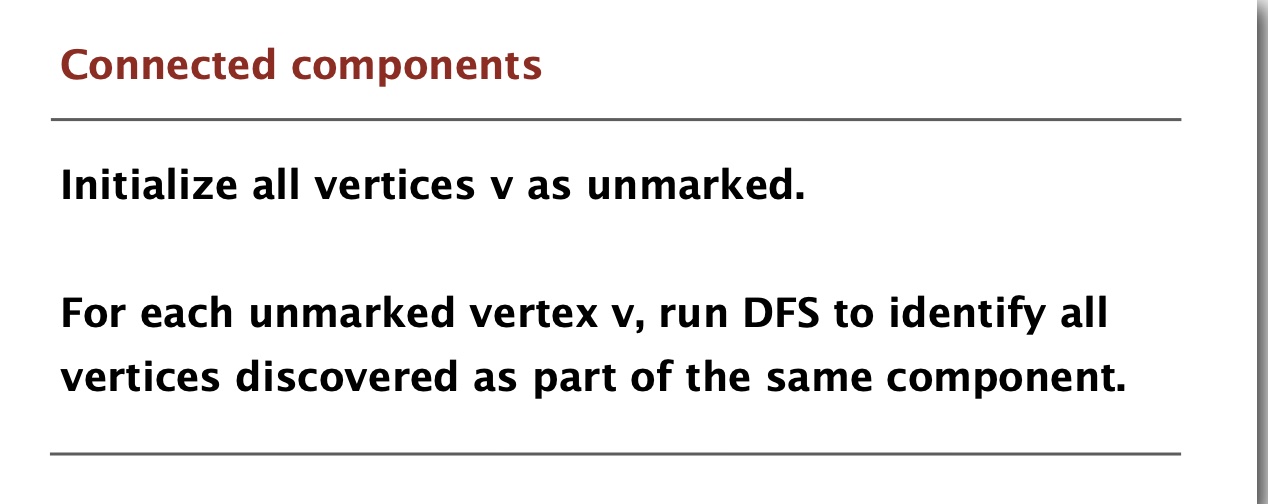 Connected components
Initialize all vertices v as unmarked.
For each unmarked vertex v, run DFS to identify all
vertices discovered as part of the same component.